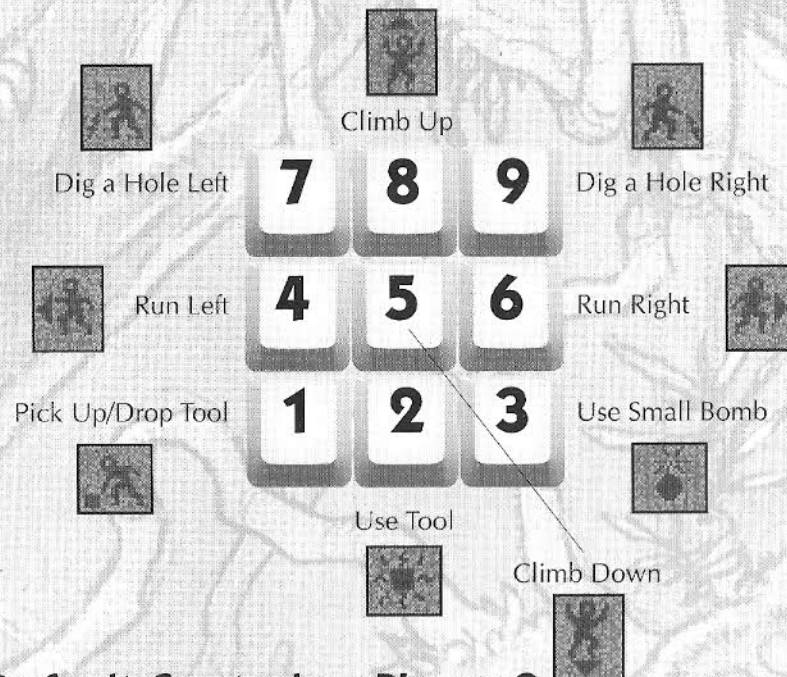 Climb Up
Dig a Hole Left
7 8 9
Dig a Hole Right
Run Left
4 5 6
Run Right
Pick Up/Drop Tool
1 2 3
Use Small Bomb
Use Tool
Climb Down